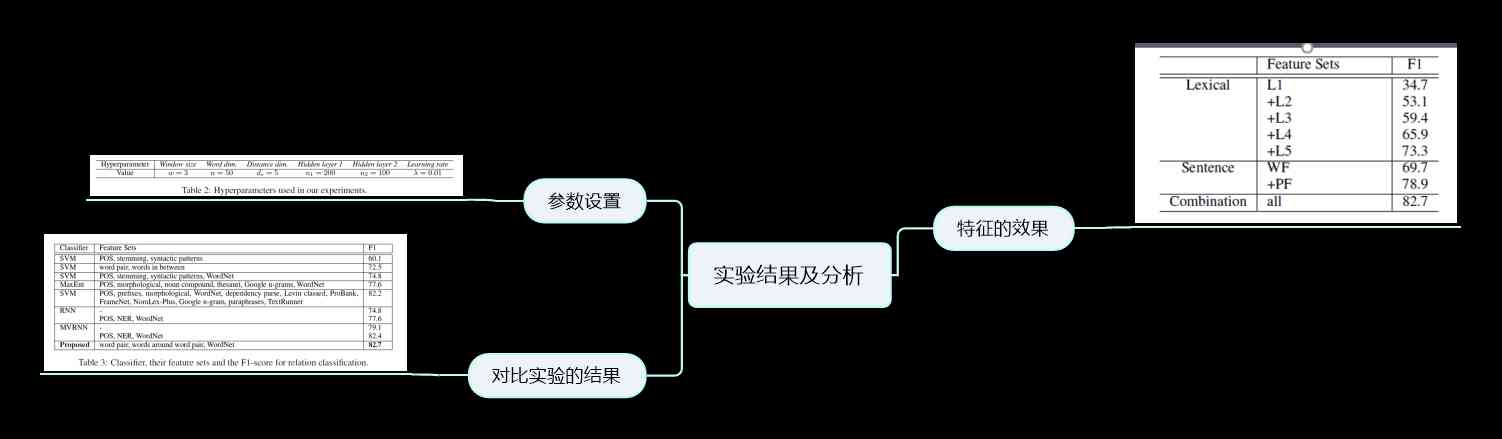 Hyperparameter Window size Word dim. Distance dim. Hidden layer 1 Hidden layer 2 Learning rate
Value w = 3 n = 50 dₑ = 5 n₁ = 200 n₂ = 100 λ = 0.01
Table 2: Hyperparameters used in our experiments.
参数设置
Classifier Feature Sets F1
SVM POS, stemming, syntactic patterns 60.1
SVM word pair, words in between 72.5
SVM POS, stemming, syntactic patterns, WordNet 74.8
MaxEnt POS, morphological, noun compound, thesauri, Google n-grams, WordNet 77.6
SVM POS, prefixes, morphological, WordNet, dependency parse, Levin classed, ProBank, 82.2
FrameNet, NomLex-Plus, Google n-gram, paraphrases, TextRunner
RNN - 74.8
POS, NER, WordNet 77.6
MVRNN - 79.1
POS, NER, WordNet 82.4
Proposed word pair, words around word pair, WordNet 82.7
Table 3: Classifier, their feature sets and the F1-score for relation classification.
对比实验的结果
实验结果及分析
特征的效果
Feature Sets F1
Lexical L1 34.7
+L2 53.1
+L3 59.4
+L4 65.9
+L5 73.3
Sentence WF 69.7
+PF 78.9
Combination all 82.7